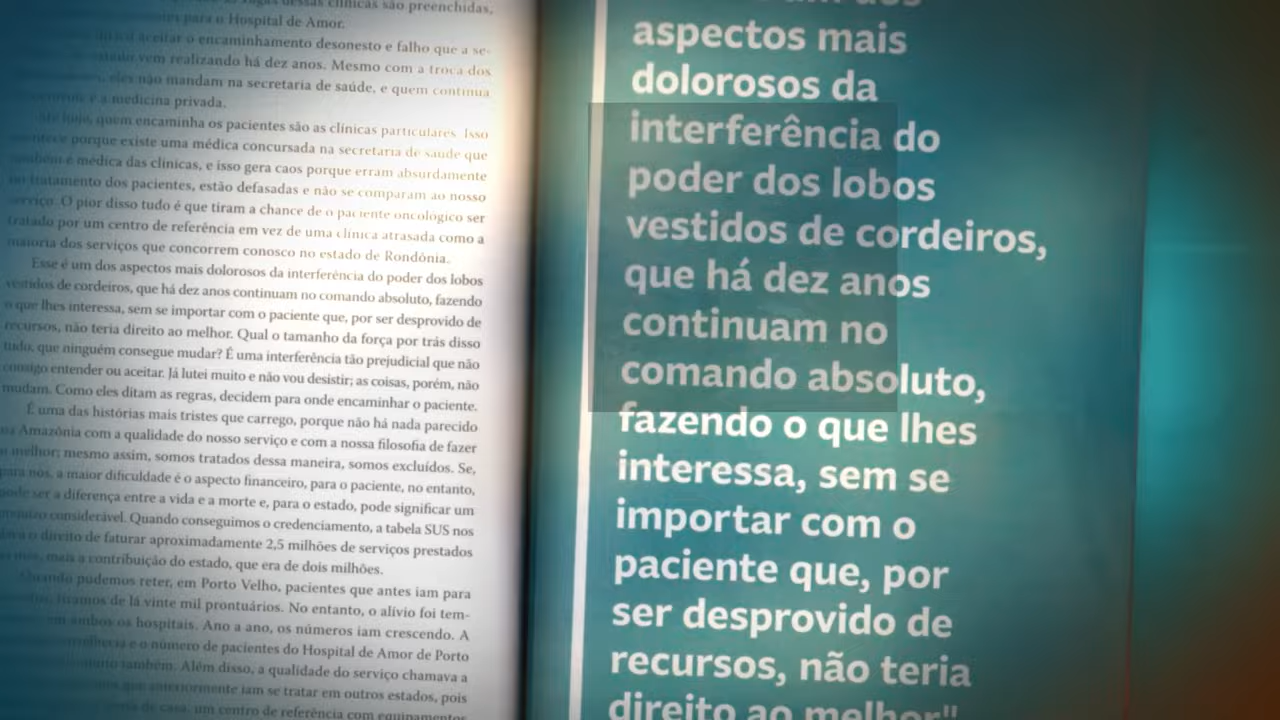 dessas clínicas são preenchidas,
para o Hospital de Amor.
aceitar o encaminhamento desonesto e falho que a se-
vem realizando há dez anos. Mesmo com a troca dos
eles não mandam na secretaria de saúde, e quem continua
é a medicina privada.
quem encaminha os pacientes são as clínicas particulares. Isso
porque existe uma médica concursada na secretaria de saúde que
é médica das clínicas, e isso gera caos porque erram absurdamente
no tratamento dos pacientes, estão defasadas e não se comparam ao nosso
serviço. O pior disso tudo é que tiram a chance de o paciente oncológico ser
tratado por um centro de referência em vez de uma clínica atrasada como a
maioria dos serviços que concorrem conosco no estado de Rondônia.
Esse é um dos aspectos mais dolorosos da interferência do poder dos lobos
vestidos de cordeiros, que há dez anos continuam no comando absoluto, fazendo
o que lhes interessa, sem se importar com o paciente que, por ser desprovido de
recursos, não teria direito ao melhor. Qual o tamanho da força por trás disso
tudo, que ninguém consegue mudar? É uma interferência tão prejudicial que não
consigo entender ou aceitar. Já lutei muito e não vou desistir; as coisas, porém, não
mudam. Como eles ditam as regras, decidem para onde encaminhar o paciente.
É uma das histórias mais tristes que carrego, porque não há nada parecido
na Amazônia com a qualidade do nosso serviço e com a nossa filosofia de fazer
o melhor; mesmo assim, somos tratados dessa maneira, somos excluídos. Se,
para nós, a maior dificuldade é o aspecto financeiro, para o paciente, no entanto,
pode ser a diferença entre a vida e a morte e, para o estado, pode significar um
considerável. Quando conseguimos o credenciamento, a tabela SUS nos
o direito de faturar aproximadamente 2,5 milhões de serviços prestados
mais a contribuição do estado, que era de dois milhões.
Quando pudemos reter, em Porto Velho, pacientes que antes iam para
tiramos de lá vinte mil prontuários. No entanto, o alívio foi tem-
em ambos os hospitais. Ano a ano, os números iam crescendo. A
e o número de pacientes do Hospital de Amor de Porto
também. Além disso, a qualidade do serviço chamava a
que anteriormente iam se tratar em outros estados, pois
de casa, um centro de referência com equipamentos
aspectos mais
dolorosos da
interferência do
poder dos lobos
vestidos de cordeiros,
que há dez anos
continuam no
comando absoluto,
fazendo o que lhes
interessa, sem se
importar com o
paciente que, por
ser desprovido de
recursos, não teria
direito ao melhor"